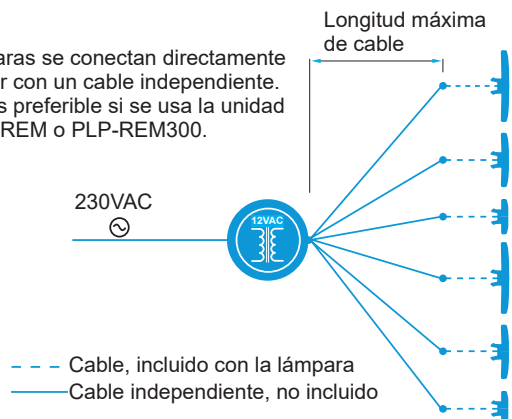 Longitud máxima
de cable
aras se conectan directamente
r con un cable independiente.
s preferible si se usa la unidad
REM o PLP-REM300.
230VAC
12VAC
Cable, incluido con la lámpara
Cable independiente, no incluido